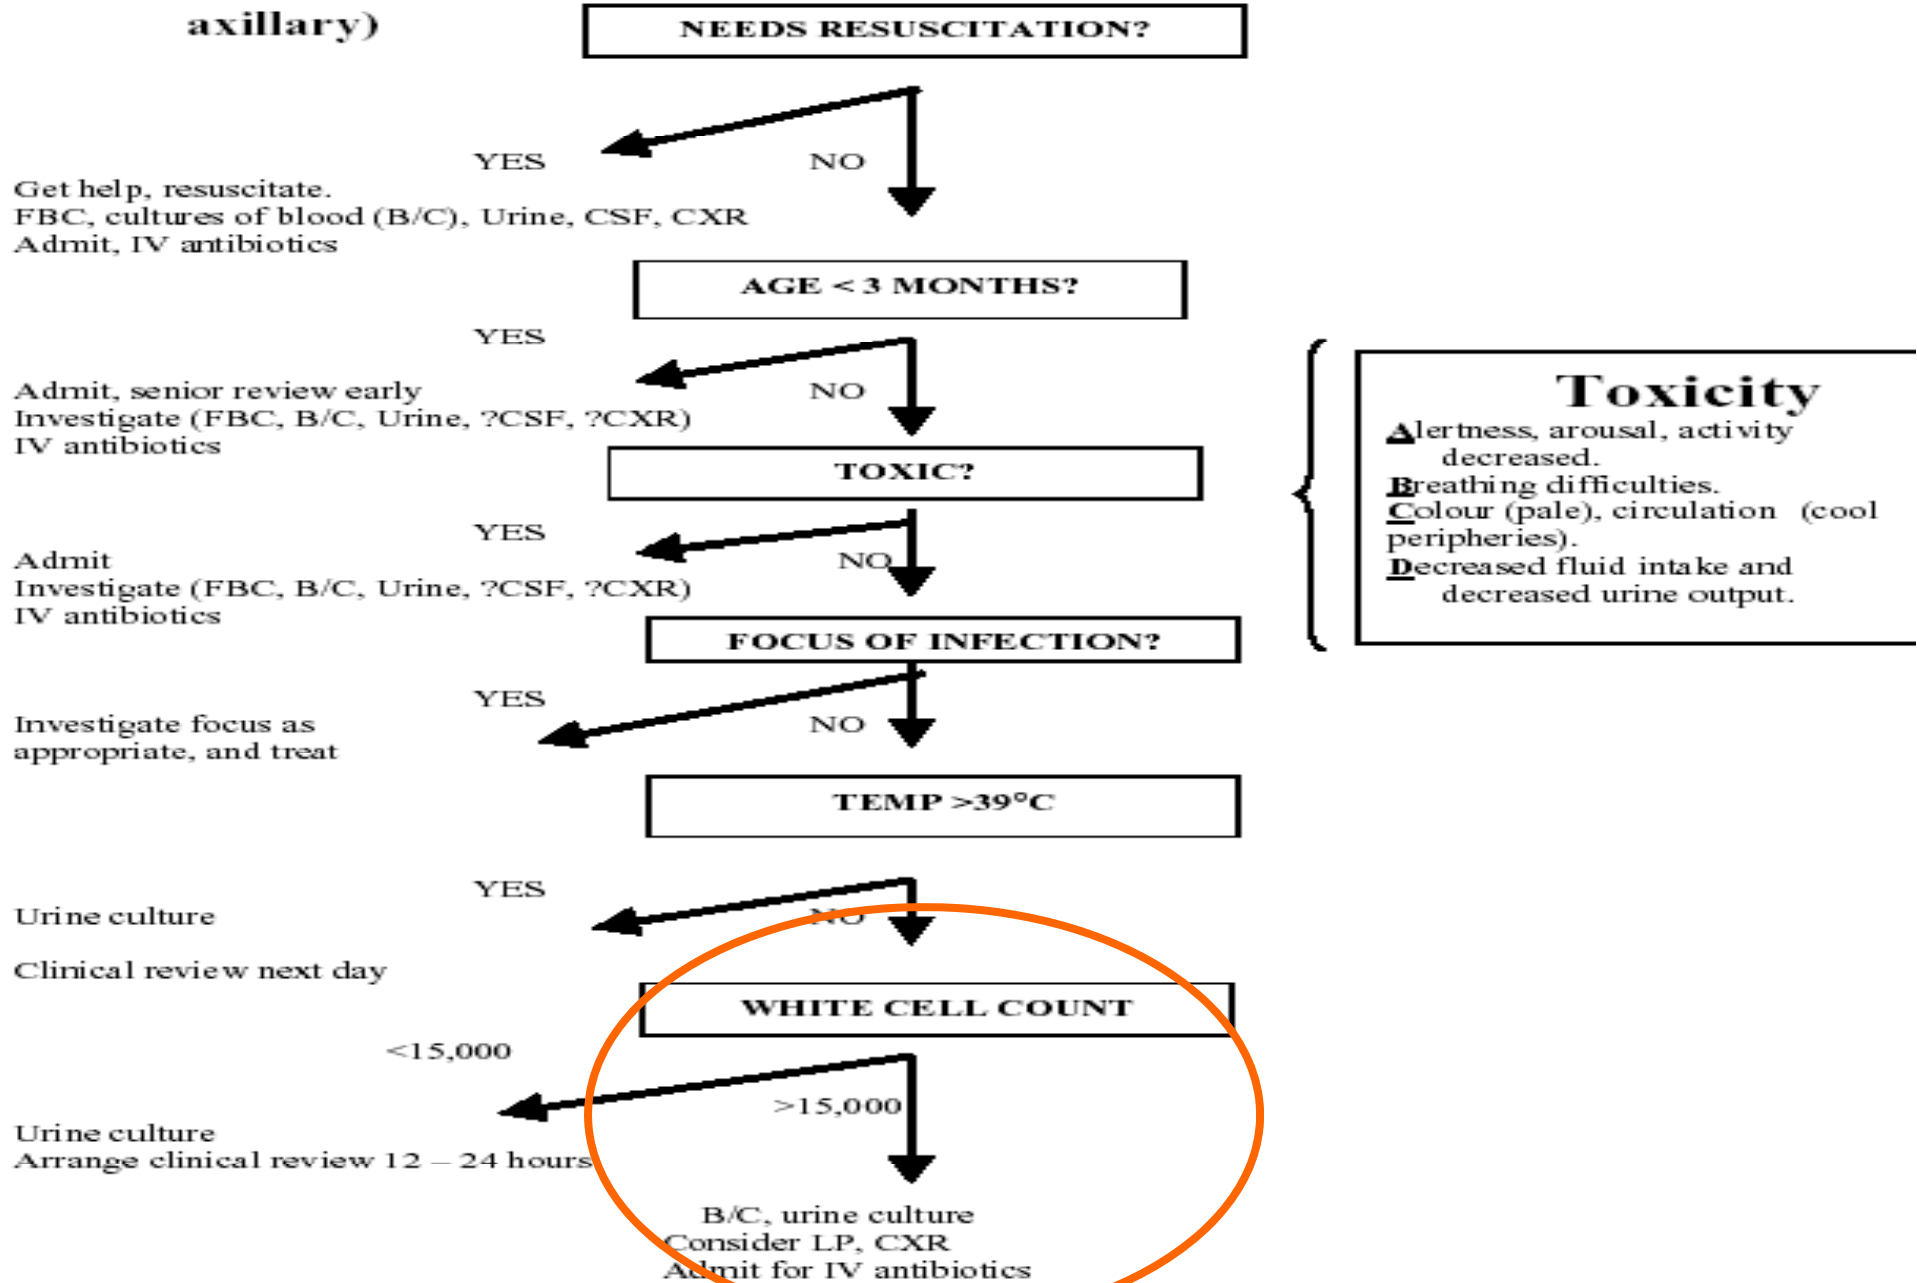 axillary)
NEEDS RESUSCITATION?
YES
NO
Get help, resuscitate.
FBC, cultures of blood (B/C), Urine, CSF, CXR
Admit, IV antibiotics
AGE < 3 MONTHS?
YES
NO
Admit, senior review early
Investigate (FBC, B/C, Urine, ?CSF, ?CXR)
IV antibiotics
TOXIC?
YES
NO
Admit
Investigate (FBC, B/C, Urine, ?CSF, ?CXR)
IV antibiotics
Toxicity
Alertness, arousal, activity
decreased.
Breathing difficulties.
Colour (pale), circulation (cool
peripheries).
Decreased fluid intake and
decreased urine output.
FOCUS OF INFECTION?
YES
NO
Investigate focus as
appropriate, and treat
TEMP >39°C
YES
NO
Urine culture
Clinical review next day
WHITE CELL COUNT
<15,000
>15,000
Urine culture
Arrange clinical review 12 – 24 hours
B/C, urine culture
Consider LP, CXR
Admit for IV antibiotics